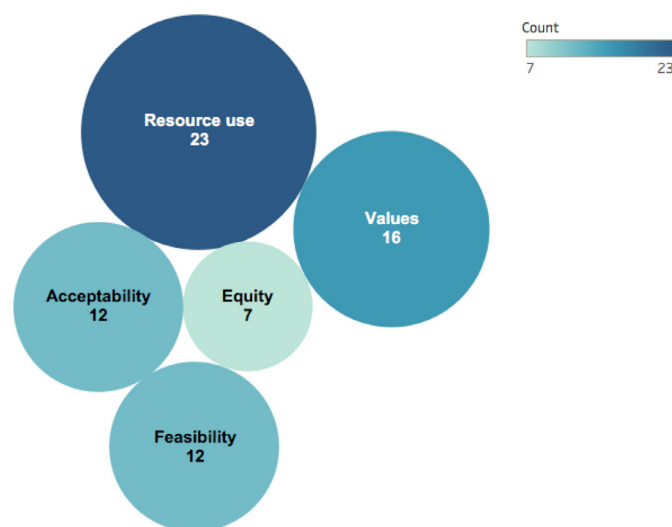 Count
7 23
Resource use
23
Values
16
Acceptability
12
Equity
7
Feasibility
12